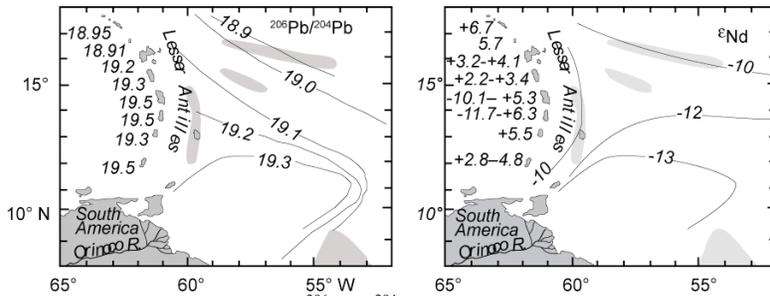 ²⁰⁶Pb/²⁰⁴Pb
18.9
18.95
18.91
19.2
19.3
19.5
19.5
19.3
19.5
Lesser Antilles
19.0
19.1
19.2
19.3
15°
10° N
South
America
Orinoco R.
65°
60°
55° W
εNd
+6.7
5.7
+3.2-+4.1
+2.2-+3.4
-10.1– +5.3
-11.7-+6.3
+5.5
+2.8–4.8
Lesser Antilles
-10
-12
-13
-10
15°
10°
South
America
Orinoco R.
65°
60°
55°